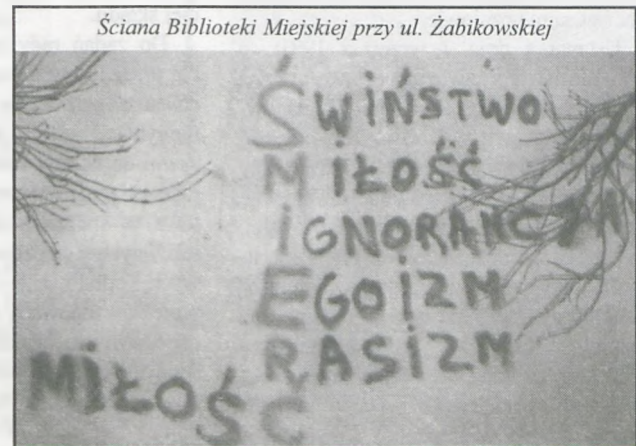 Ściana Biblioteki Miejskiej przy ul. Żabikowskiej
ŚWIŃSTWO
MIŁOŚĆ
IGNORANCJA
EGOIZM
RASIZM
MIŁOŚĆ